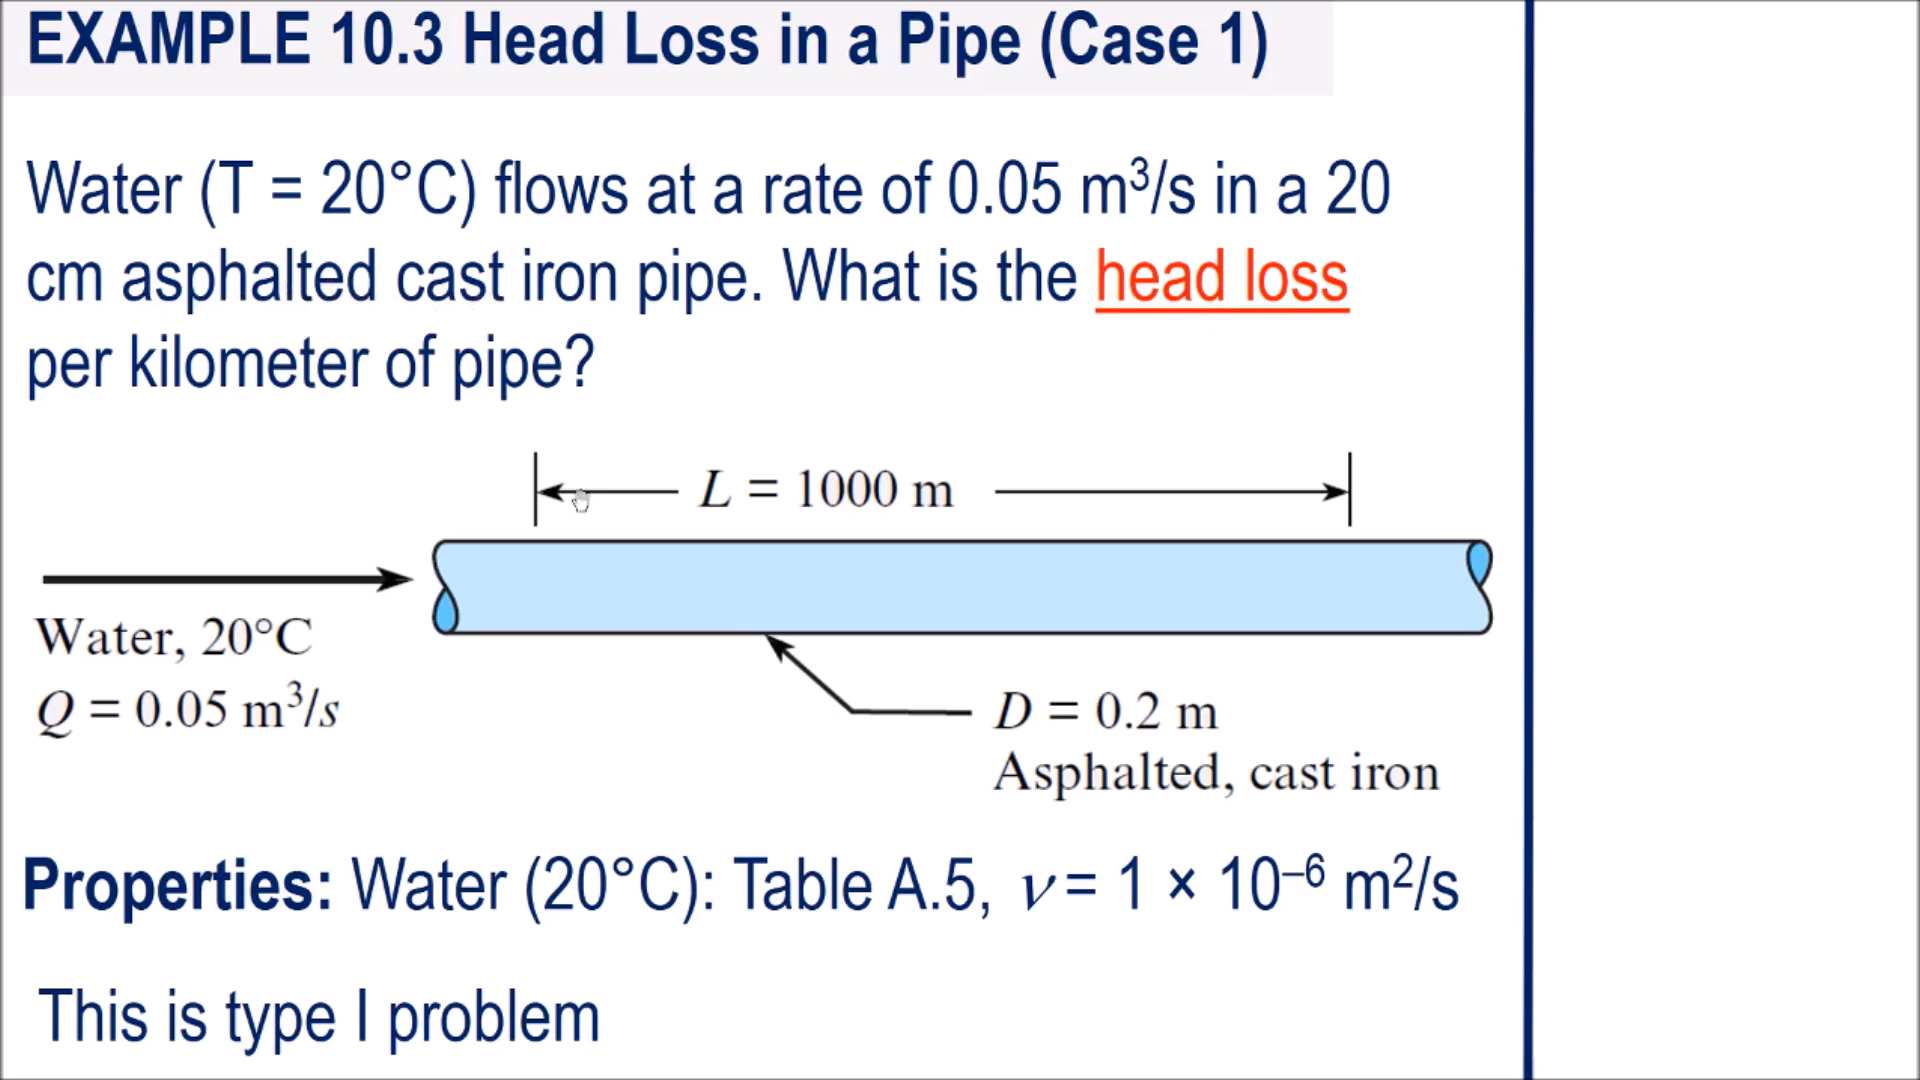 EXAMPLE 10.3 Head Loss in a Pipe (Case 1)
Water (T = 20°C) flows at a rate of 0.05 m³/s in a 20
cm asphalted cast iron pipe. What is the head loss
per kilometer of pipe?
L = 1000 m
Water, 20°C
Q = 0.05 m³/s
D = 0.2 m
Asphalted, cast iron
Properties: Water (20°C): Table A.5, ν = 1 × 10⁻⁶ m²/s
This is type I problem